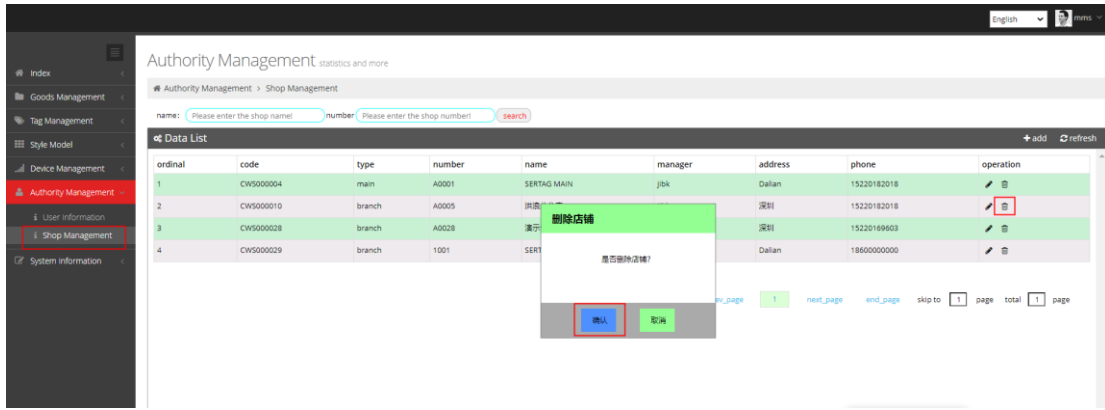 English mms
Authority Management statistics and more
Index
Authority Management > Shop Management
Goods Management
name: Please enter the shop name! number Please enter the shop number! search
Tag Management
Data List +add refresh
Style Model
ordinal code type number name manager address phone operation
Device Management
1 CWS000004 main A0001 SERTAG MAIN jibk Dalian 15220182018
Authority Management
2 CWS000010 branch A0005 深圳 15220182018
User Information
删除店铺
3 CWS000028 branch A0028 深圳 15220169603
Shop Management
4 CWS000029 branch 1001 SERT Dalian 18600000000
是否删除店铺?
System Information
ev_page 1 next_page end_page skip to 1 page total 1 page
确认 取消